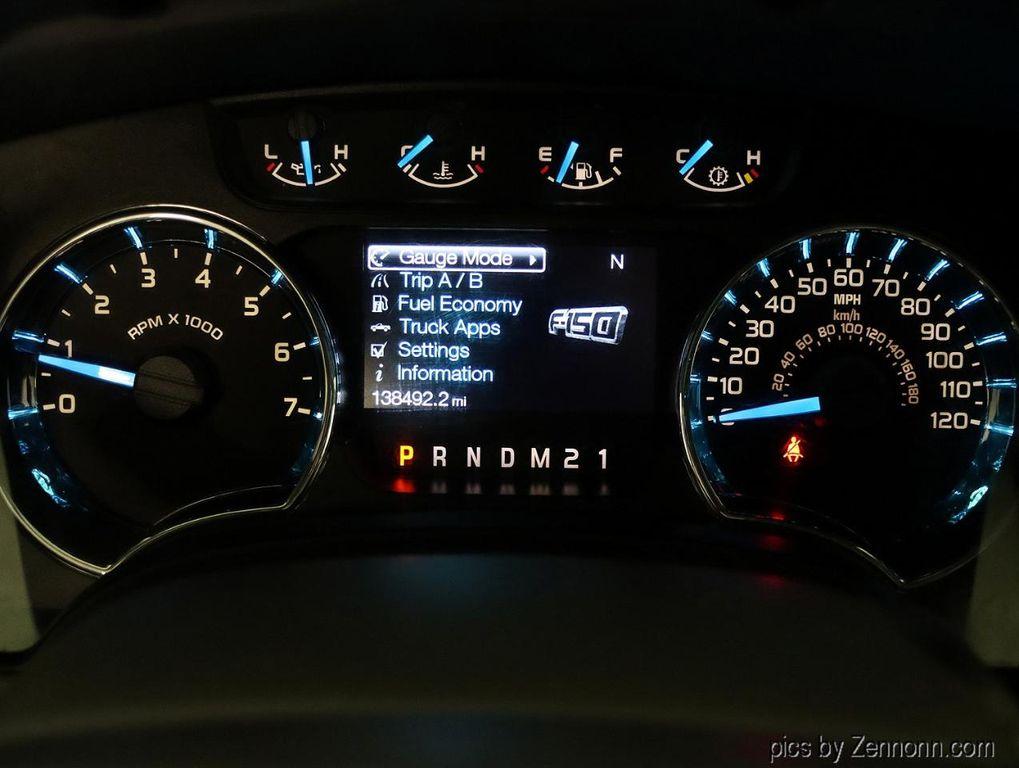 L H
C H
E F
C H
0 1 2 3 4 5 6 7
RPM X 1000
Gauge Mode
N
Trip A / B
Fuel Economy
F-150
Truck Apps
Settings
i Information
138492.2 mi
P R N D M 2 1
0 10 20 30 40 50 60 70 80 90 100 110 120
MPH
km/h
20 40 60 80 100 120 140 160 180
pics by Zennonn.com